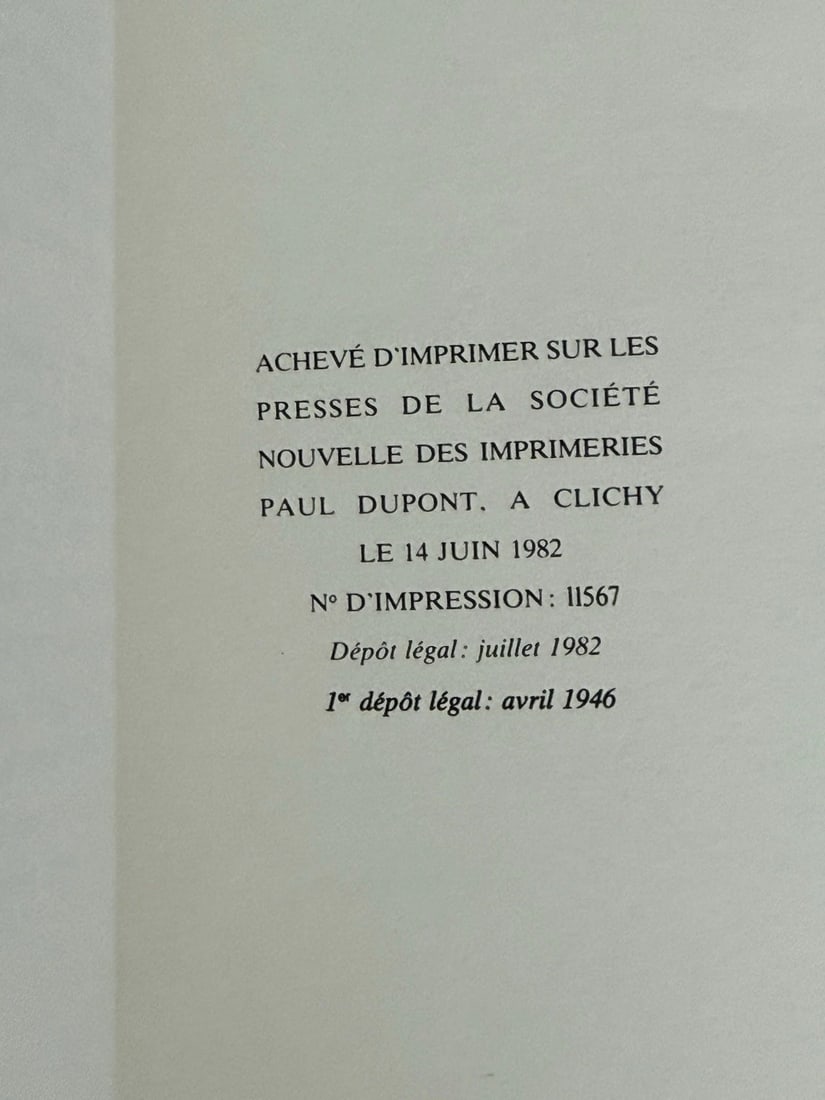 ACHEVÉ D'IMPRIMER SUR LES
PRESSES DE LA SOCIÉTÉ
NOUVELLE DES IMPRIMERIES
PAUL DUPONT, A CLICHY
LE 14 JUIN 1982
Nº D'IMPRESSION : 11567
Dépôt légal : juillet 1982
1er dépôt légal : avril 1946